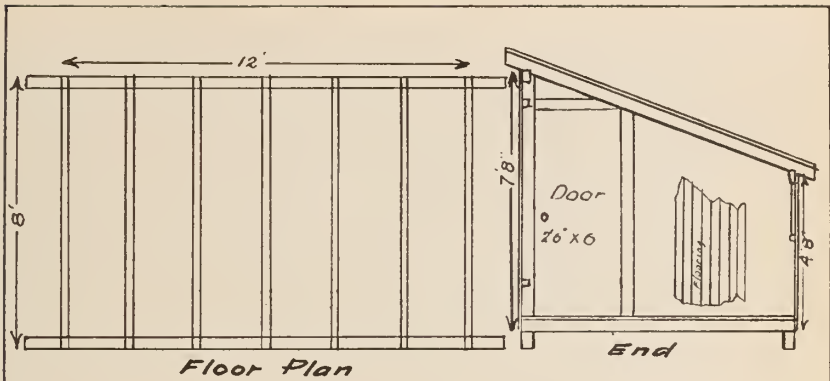 12'
8'
Floor Plan
7'8"
Door
2'6" X 6
Flooring
4'8"
End